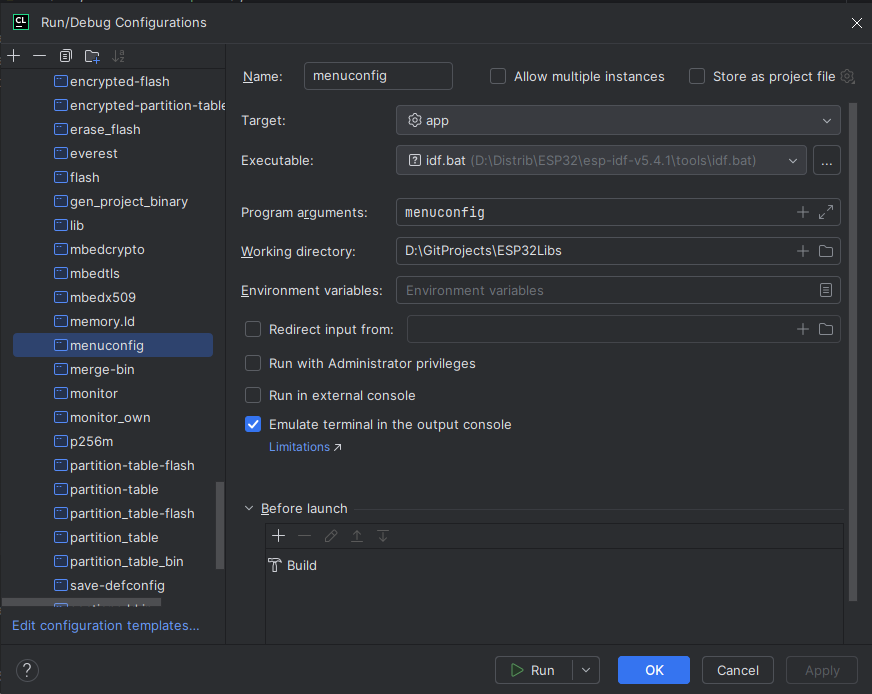 CL Run/Debug Configurations
encrypted-flash
encrypted-partition-table
erase_flash
everest
flash
gen_project_binary
lib
mbedcrypto
mbedtls
mbedx509
memory.ld
menuconfig
merge-bin
monitor
monitor_own
p256m
partition-table-flash
partition-table
partition_table-flash
partition_table
partition_table_bin
save-defconfig
Edit configuration templates...
Name: menuconfig Allow multiple instances Store as project file
Target: app
Executable: idf.bat (D:\Distrib\ESP32\esp-idf-v5.4.1\tools\idf.bat) ...
Program arguments: menuconfig
Working directory: D:\GitProjects\ESP32Libs
Environment variables: Environment variables
Redirect input from:
Run with Administrator privileges
Run in external console
Emulate terminal in the output console
Limitations ↗
Before launch
Build
? Run OK Cancel Apply